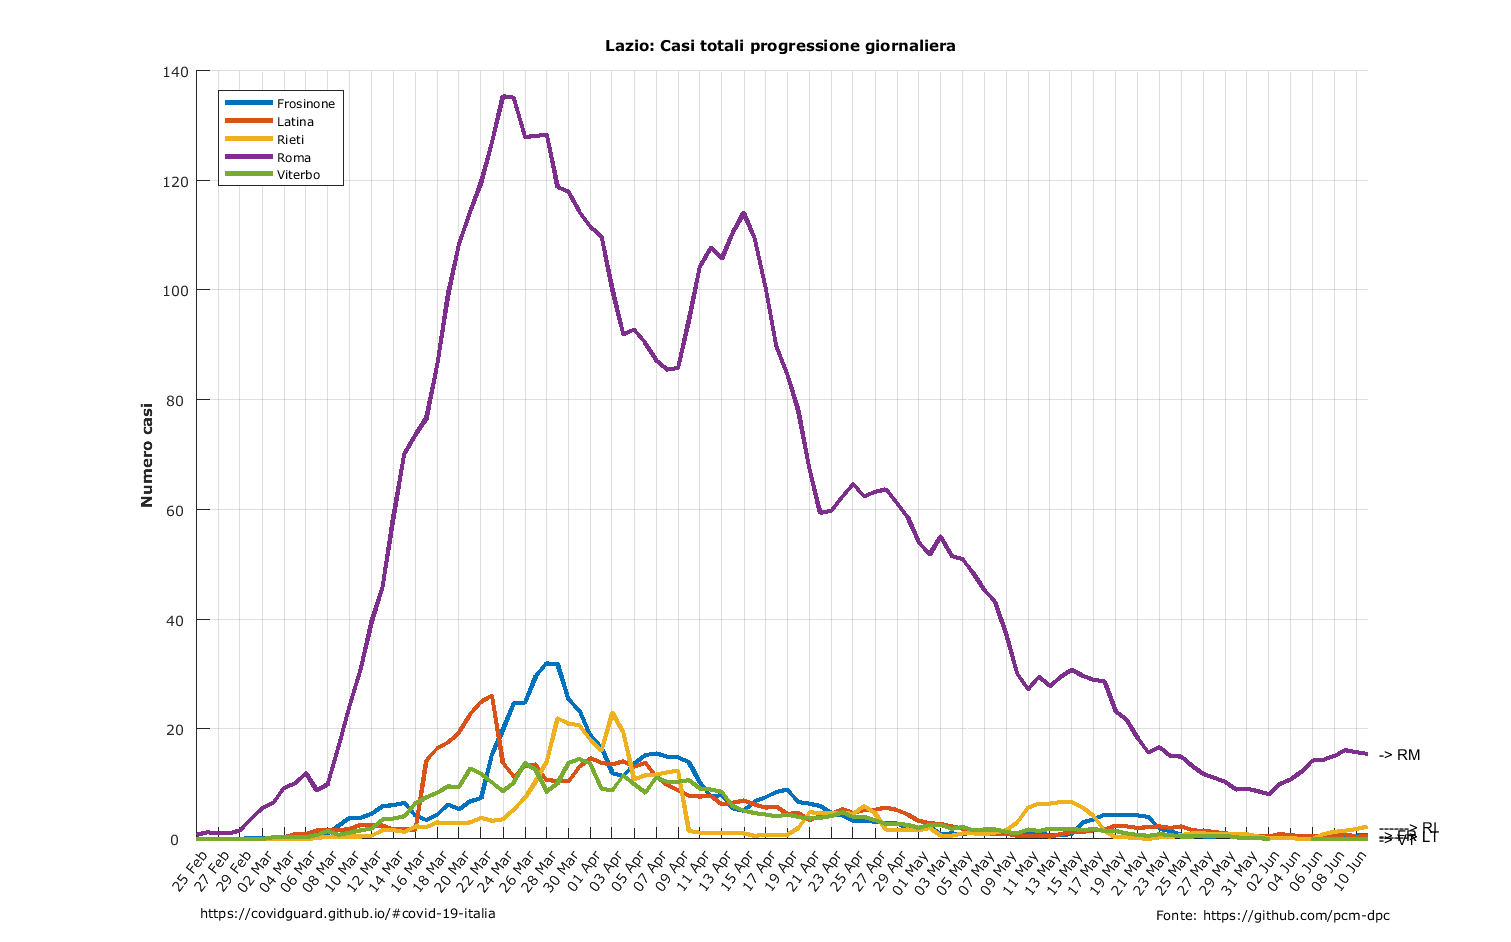 Lazio: Casi totali progressione giornaliera
Numero casi
140
120
100
80
60
40
20
0
Frosinone
Latina
Rieti
Roma
Viterbo
-> RM
-> RI
LT
-> VT
25 Feb
27 Feb
29 Feb
02 Mar
04 Mar
06 Mar
08 Mar
10 Mar
12 Mar
14 Mar
16 Mar
18 Mar
20 Mar
22 Mar
24 Mar
26 Mar
28 Mar
30 Mar
01 Apr
03 Apr
05 Apr
07 Apr
09 Apr
11 Apr
13 Apr
15 Apr
17 Apr
19 Apr
21 Apr
23 Apr
25 Apr
27 Apr
29 Apr
01 May
03 May
05 May
07 May
09 May
11 May
13 May
15 May
17 May
19 May
21 May
23 May
25 May
27 May
29 May
31 May
02 Jun
04 Jun
06 Jun
08 Jun
10 Jun
https://covidguard.github.io/#covid-19-italia
Fonte: https://github.com/pcm-dpc